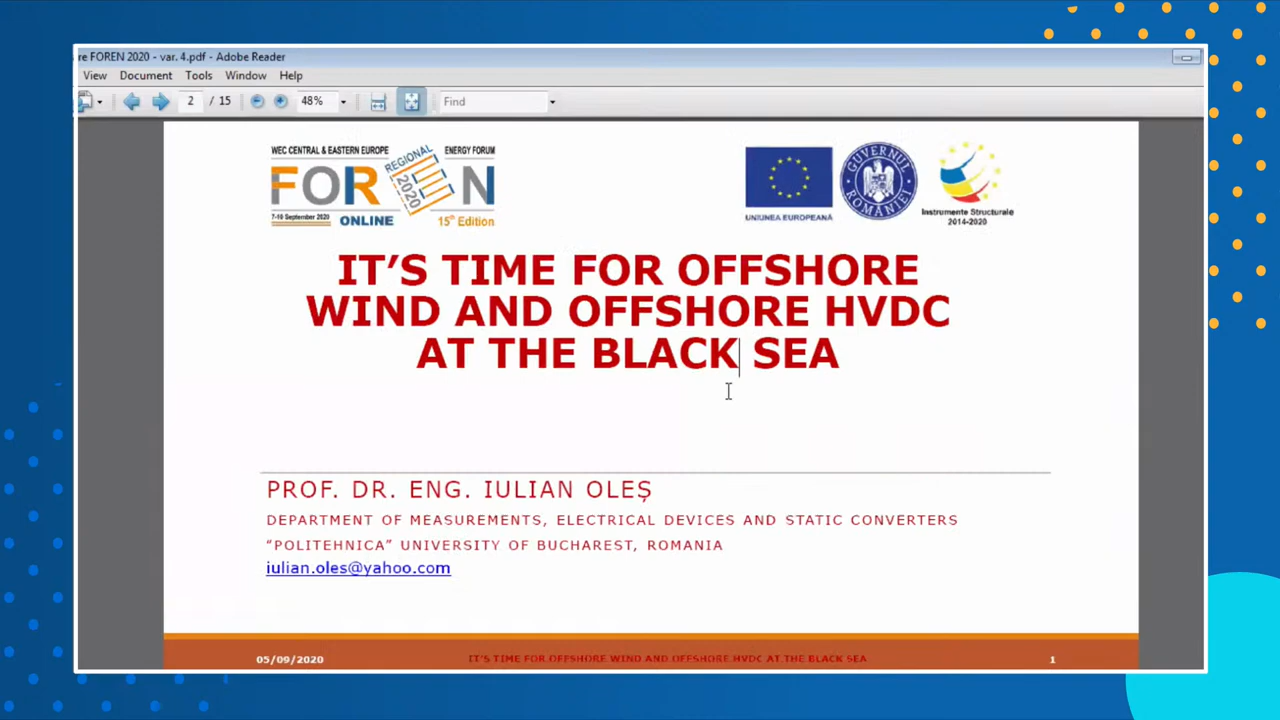 re FOREN 2020 - var. 4.pdf - Adobe Reader
View Document Tools Window Help
2 / 15 48% Find
WEC CENTRAL & EASTERN EUROPE REGIONAL ENERGY FORUM
FOREN 2020
7-10 September 2020 ONLINE 15th Edition
UNIUNEA EUROPEANĂ
GUVERNUL ROMÂNIEI
Instrumente Structurale
2014-2020
IT'S TIME FOR OFFSHORE
WIND AND OFFSHORE HVDC
AT THE BLACK SEA
PROF. DR. ENG. IULIAN OLEȘ
DEPARTMENT OF MEASUREMENTS, ELECTRICAL DEVICES AND STATIC CONVERTERS
“POLITEHNICA” UNIVERSITY OF BUCHAREST, ROMANIA
iulian.oles@yahoo.com
05/09/2020 IT'S TIME FOR OFFSHORE WIND AND OFFSHORE HVDC AT THE BLACK SEA 1